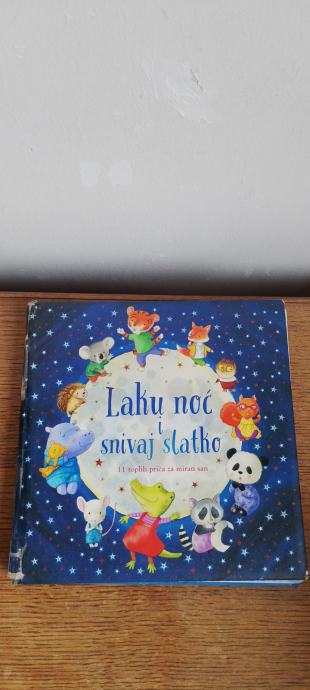 Laku noć
i
snivaj slatko
11 toplih priča za miran san